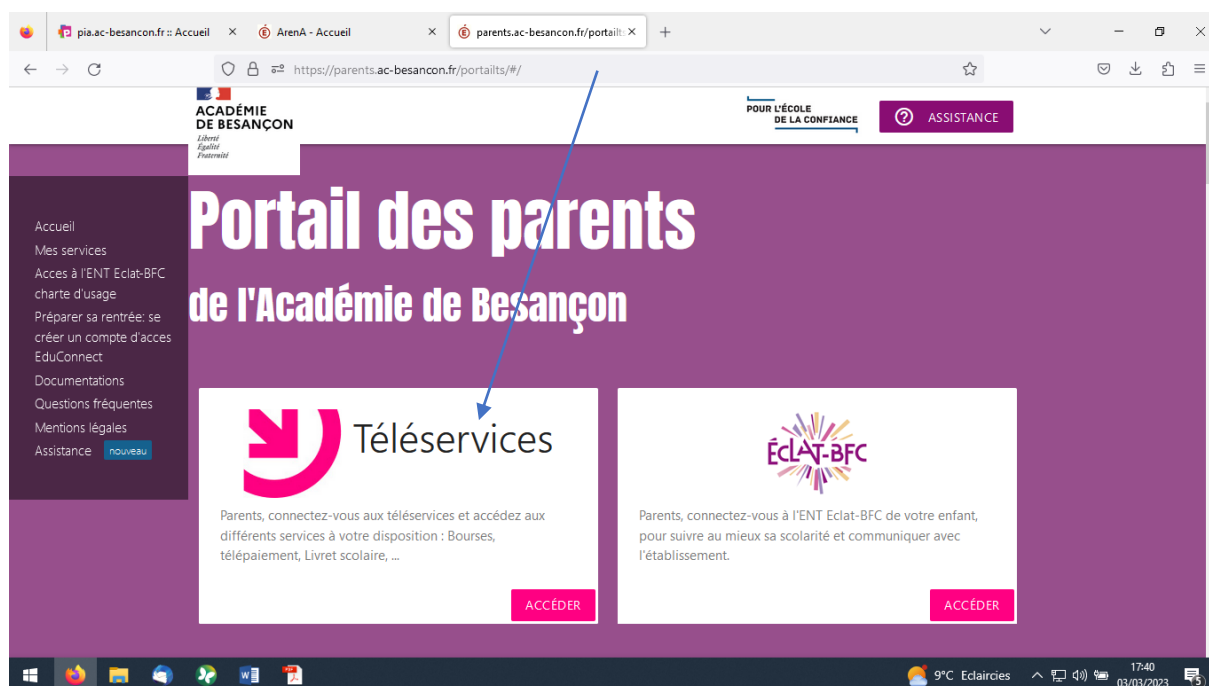 pia.ac-besancon.fr :: Accueil
ArenA - Accueil
parents.ac-besancon.fr/portailts
https://parents.ac-besancon.fr/portailts/#/
ACADÉMIE
DE BESANÇON
Liberté
Égalité
Fraternité
POUR L'ÉCOLE
DE LA CONFIANCE
ASSISTANCE
Accueil
Mes services
Acces à l'ENT Eclat-BFC
charte d'usage
Préparer sa rentrée: se
créer un compte d'acces
EduConnect
Documentations
Questions fréquentes
Mentions légales
Assistance nouveau
Portail des parents
de l'Académie de Besançon
Téléservices
Parents, connectez-vous aux téléservices et accédez aux
différents services à votre disposition : Bourses,
télépaiement, Livret scolaire, ...
ACCÉDER
ÉCLAT-BFC
Parents, connectez-vous à l'ENT Eclat-BFC de votre enfant,
pour suivre au mieux sa scolarité et communiquer avec
l'établissement.
ACCÉDER
9°C Eclaircies
17:40
03/03/2023
5